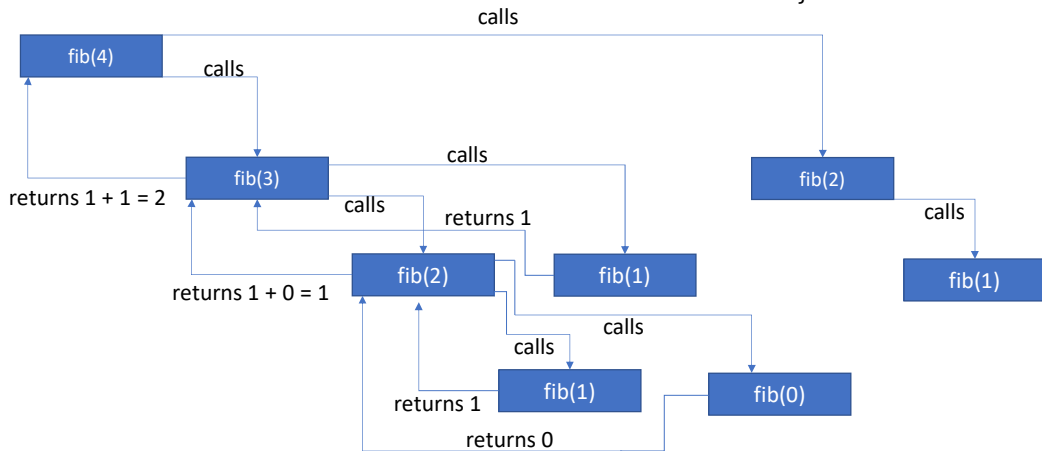 calls
fib(4)
calls
calls
fib(3)
fib(2)
returns 1 + 1 = 2
calls
returns 1
calls
fib(2)
fib(1)
fib(1)
returns 1 + 0 = 1
calls
calls
fib(1)
fib(0)
returns 1
returns 0